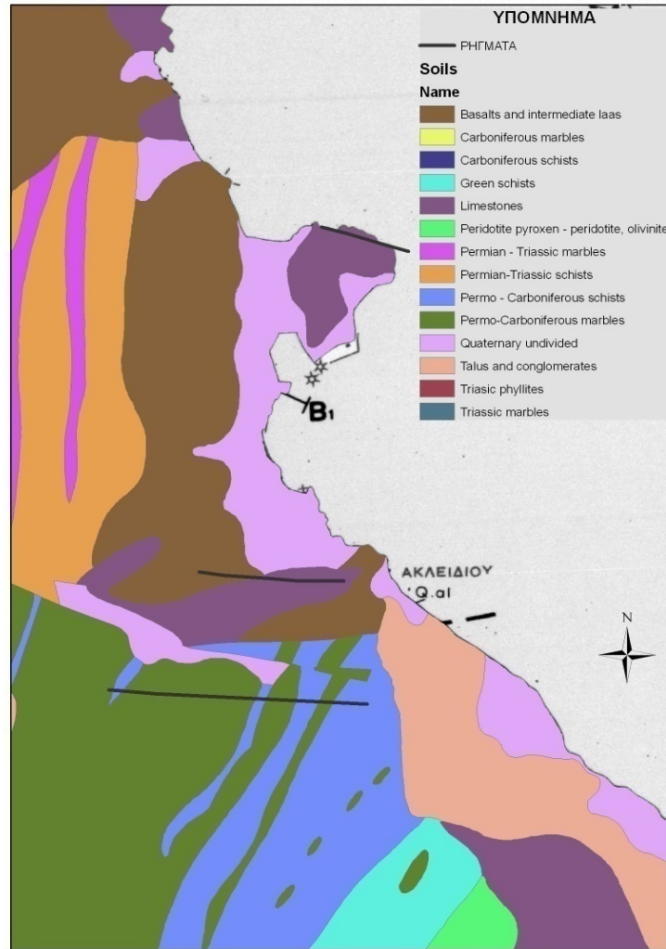 ΥΠΟΜΝΗΜΑ
ΡΗΓΜΑΤΑ
Soils
Name
Basalts and intermediate laas
Carboniferous marbles
Carboniferous schists
Green schists
Limestones
Peridotite pyroxen - peridotite, olivinite
Permian - Triassic marbles
Permian-Triassic schists
Permo - Carboniferous schists
Permo-Carboniferous marbles
Quaternary undivided
Talus and conglomerates
Triasic phyllites
Triassic marbles
B1
ΑΚΛΕΙΔΙΟΥ
Q.al
N